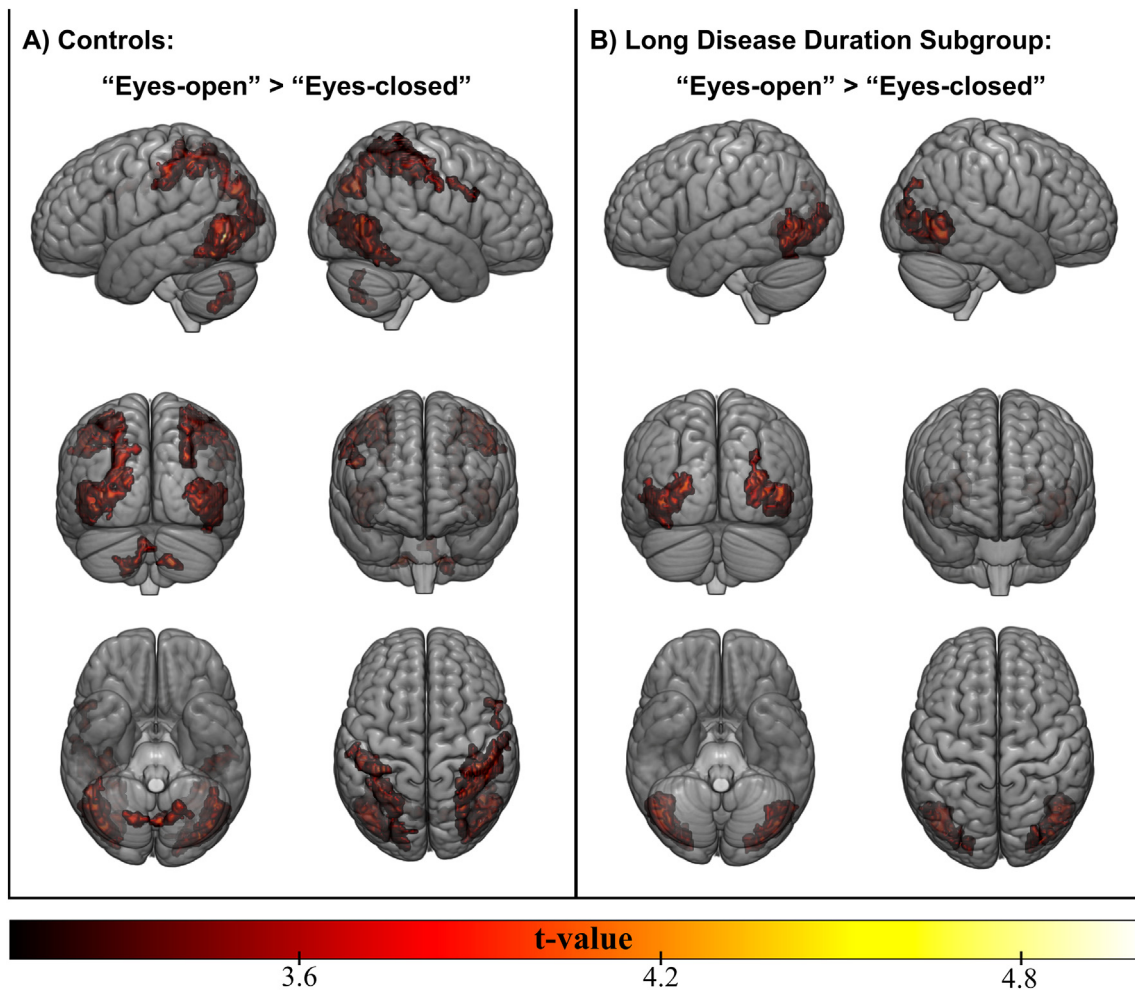 A) Controls:
“Eyes-open” > “Eyes-closed”
B) Long Disease Duration Subgroup:
“Eyes-open” > “Eyes-closed”
t-value
3.6
4.2
4.8